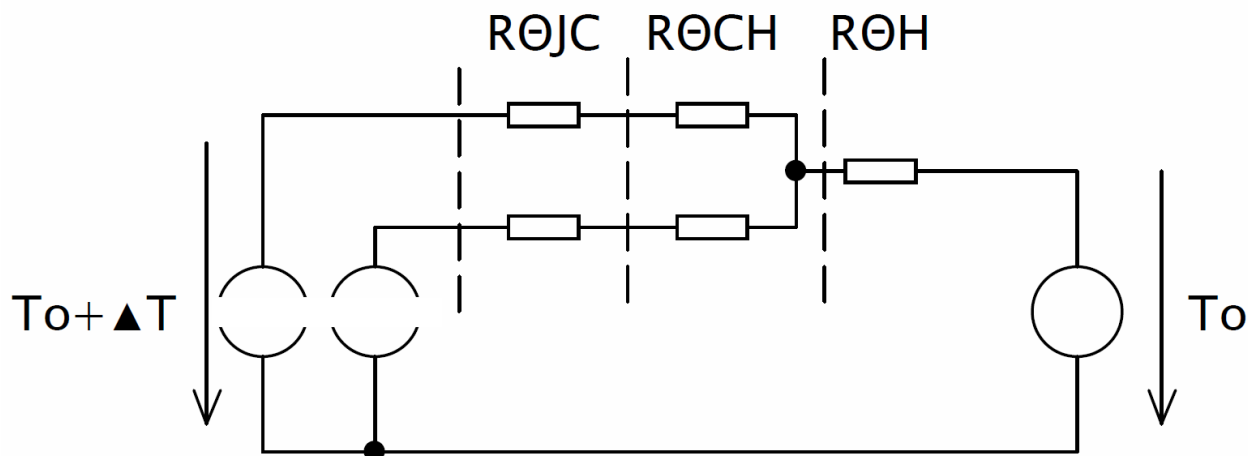 RΘJC RΘCH RΘH
To+▲T
To